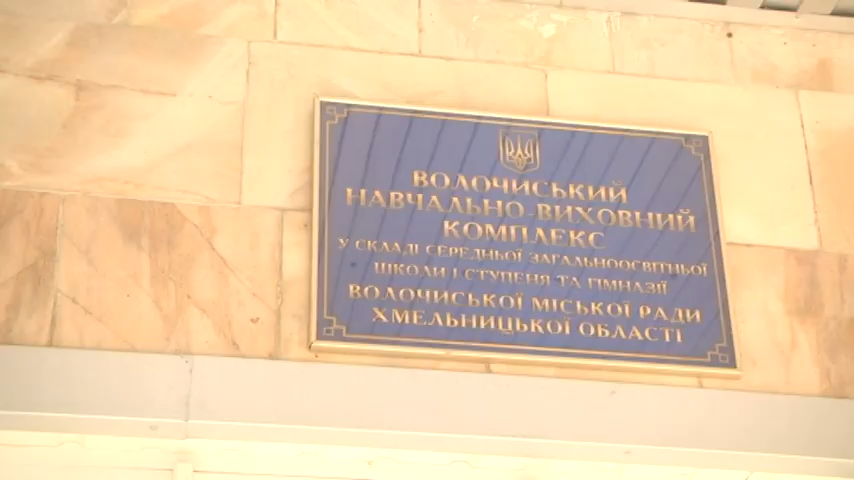 ВОЛОЧИСЬКИЙ
НАВЧАЛЬНО-ВИХОВНИЙ
КОМПЛЕКС
У СКЛАДІ СЕРЕДНЬОЇ ЗАГАЛЬНООСВІТНЬОЇ
ШКОЛИ І СТУПЕНЯ ТА ГІМНАЗІЇ
ВОЛОЧИСЬКОЇ МІСЬКОЇ РАДИ
ХМЕЛЬНИЦЬКОЇ ОБЛАСТІ